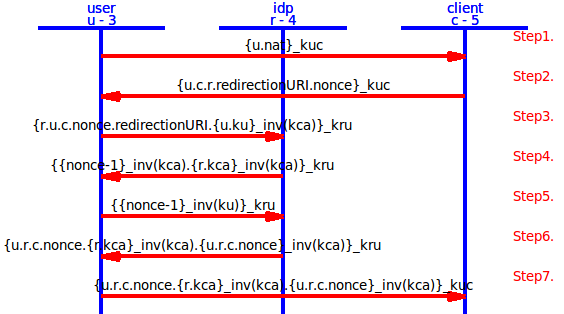 user idp client
u - 3 r - 4 c - 5
Step1.
{u.na!}_kuc
Step2.
{u.c.r.redirectionURI.nonce}_kuc
Step3.
{r.u.c.nonce.redirectionURI.{u.ku}_inv(kca)}_kru
Step4.
{{nonce-1}_inv(kca).{r.kca}_inv(kca)}_kru
Step5.
{{nonce-1}_inv(ku)}_kru
Step6.
{u.r.c.nonce.{r.kca}_inv(kca).{u.r.c.nonce}_inv(kca)}_kru
Step7.
{u.r.c.nonce.{r.kca}_inv(kca).{u.r.c.nonce}_inv(kca)}_kuc